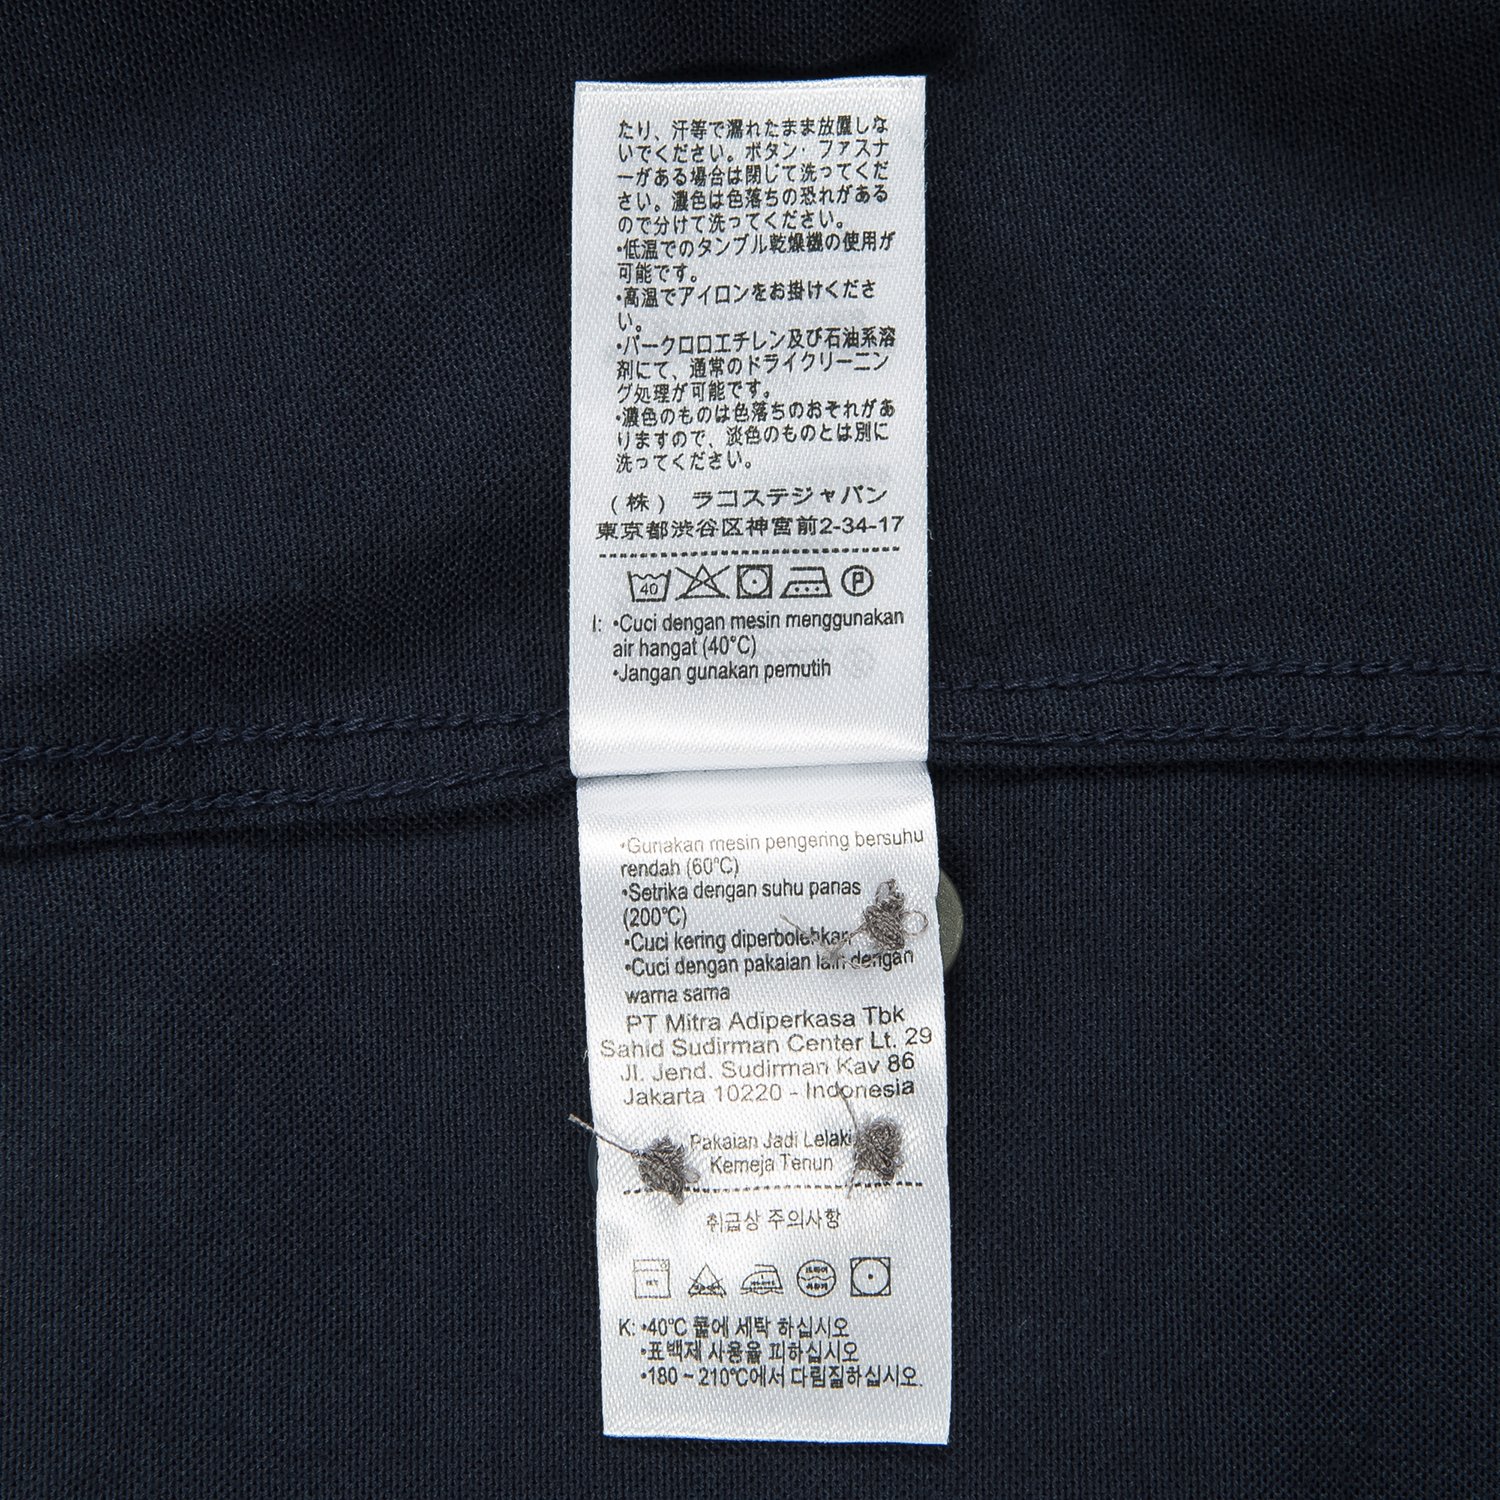 たり、汗等で濡れたまま放置しな
いでください。ボタン・ファスナ
ーがある場合は閉じて洗ってくだ
さい。濃色は色落ちの恐れがある
ので分けて洗ってください。
・低温でのタンブル乾燥機の使用が
可能です。
・高温でアイロンをお掛けくださ
い。
・パークロロエチレン及び石油系溶
剤にて、通常のドライクリーニン
グ処理が可能です。
・濃色のものは色落ちのおそれがあ
りますので、淡色のものとは別に
洗ってください。
(株) ラコステジャパン
東京都渋谷区神宮前2-34-17
40 P
I: •Cuci dengan mesin menggunakan
air hangat (40°C)
•Jangan gunakan pemutih
•Gunakan mesin pengering bersuhu
rendah (60°C)
•Setrika dengan suhu panas
(200°C)
•Cuci kering diperbolehkan
•Cuci dengan pakaian lain dengan
warna sama
PT Mitra Adiperkasa Tbk
Sahid Sudirman Center Lt. 29
Jl. Jend. Sudirman Kav 86
Jakarta 10220 - Indonesia
Pakaian Jadi Lelaki
Kemeja Tenun
취급상 주의사항
K: •40°C 물에 세탁 하십시오
•표백제 사용을 피하십시오
•180 ~ 210°C에서 다림질하십시오.